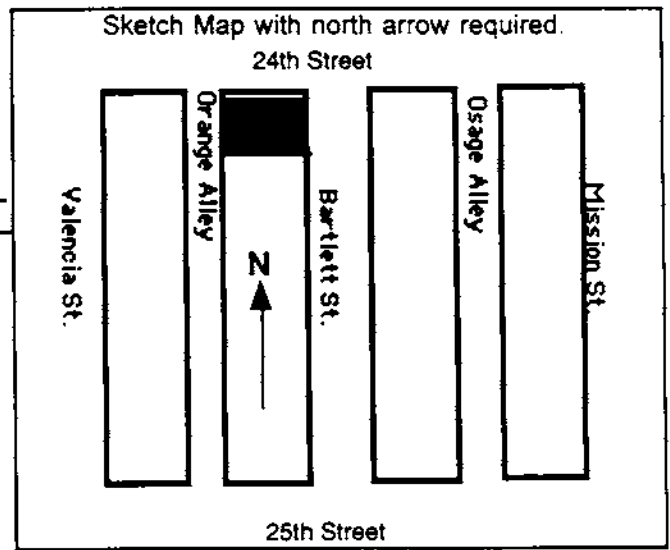 Sketch Map with north arrow required.
24th Street
Valencia St.
Orange Alley
N
Bartlett St.
Osage Alley
Mission St.
25th Street